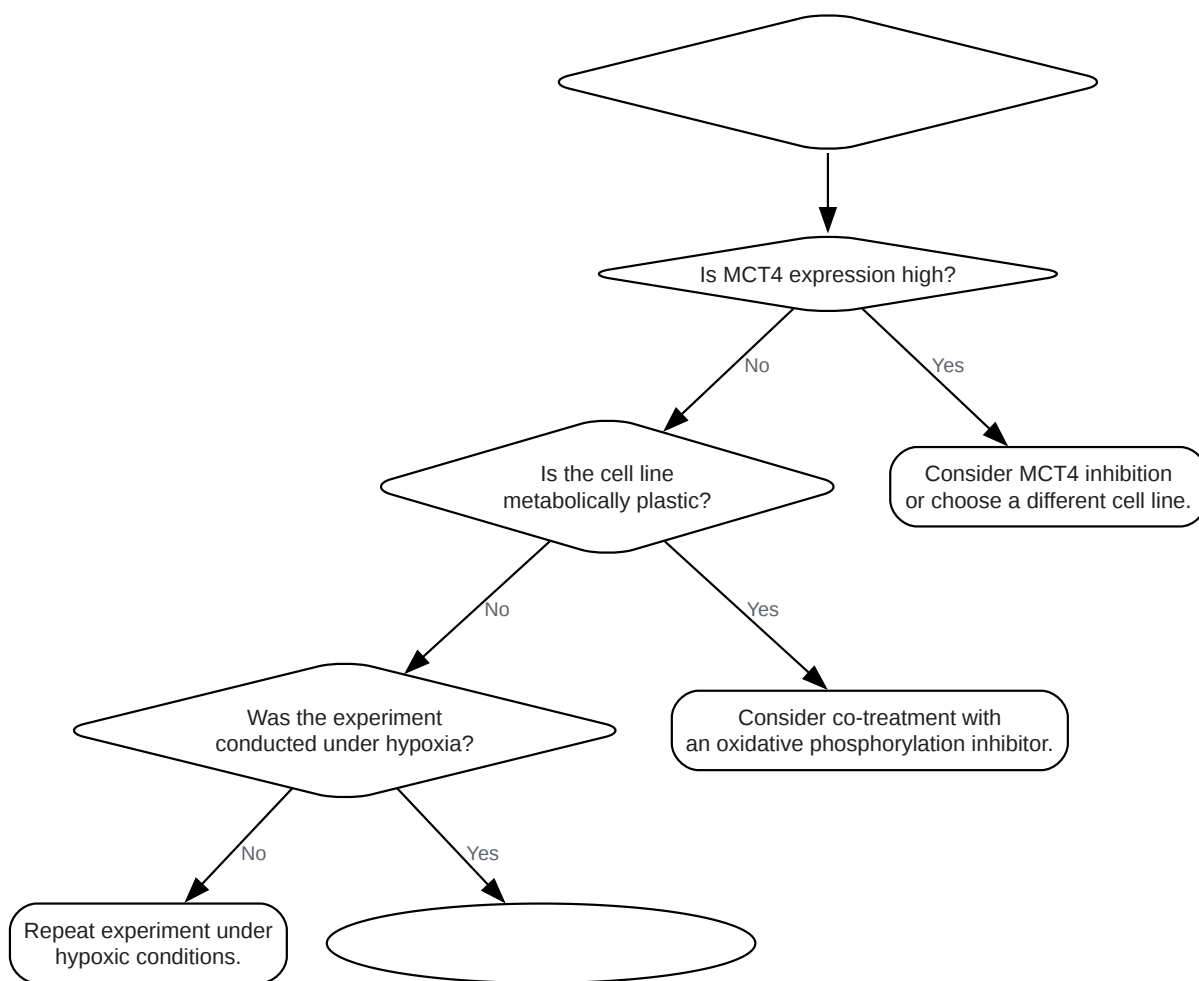 Is MCT4 expression high?
No
Yes
Is the cell line
metabolically plastic?
Consider MCT4 inhibition
or choose a different cell line.
No
Yes
Was the experiment
conducted under hypoxia?
Consider co-treatment with
an oxidative phosphorylation inhibitor.
No
Yes
Repeat experiment under
hypoxic conditions.